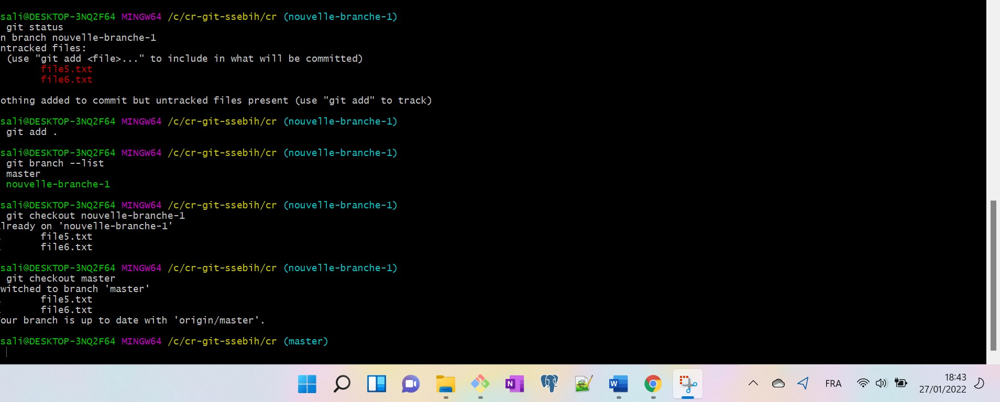 sali@DESKTOP-3NQ2F64 MINGW64 /c/cr-git-ssebih/cr (nouvelle-branche-1)
git status
n branch nouvelle-branche-1
ntracked files:
(use "git add <file>..." to include in what will be committed)
file5.txt
file6.txt
othing added to commit but untracked files present (use "git add" to track)
sali@DESKTOP-3NQ2F64 MINGW64 /c/cr-git-ssebih/cr (nouvelle-branche-1)
git add .
sali@DESKTOP-3NQ2F64 MINGW64 /c/cr-git-ssebih/cr (nouvelle-branche-1)
git branch --list
master
nouvelle-branche-1
sali@DESKTOP-3NQ2F64 MINGW64 /c/cr-git-ssebih/cr (nouvelle-branche-1)
git checkout nouvelle-branche-1
lready on 'nouvelle-branche-1'
file5.txt
file6.txt
sali@DESKTOP-3NQ2F64 MINGW64 /c/cr-git-ssebih/cr (nouvelle-branche-1)
git checkout master
witched to branch 'master'
file5.txt
file6.txt
our branch is up to date with 'origin/master'.
sali@DESKTOP-3NQ2F64 MINGW64 /c/cr-git-ssebih/cr (master)
N
W
FRA
18:43
27/01/2022